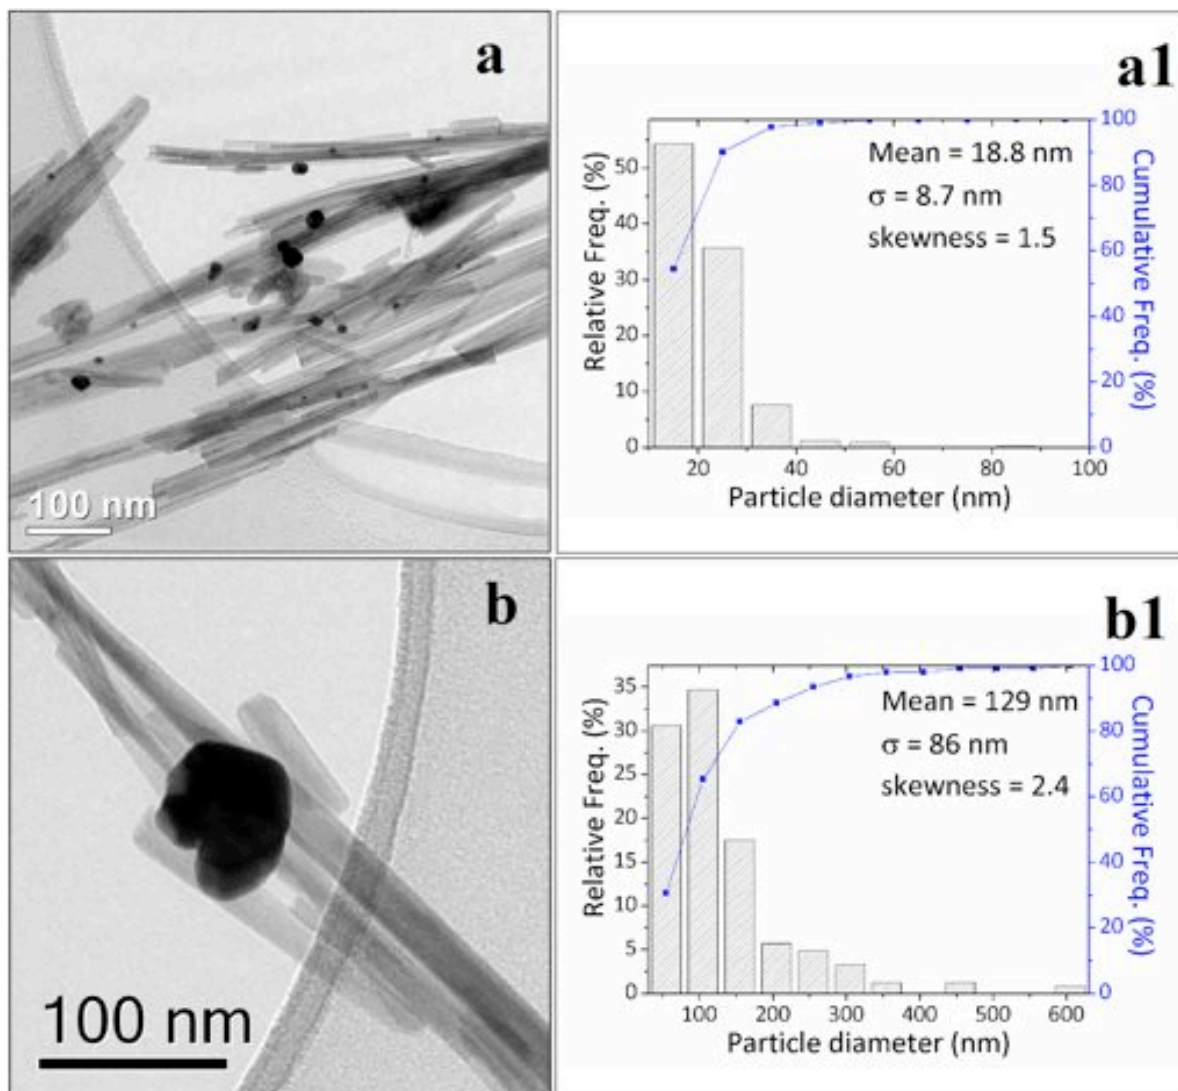 a
100 nm
a1
Mean = 18.8 nm
σ = 8.7 nm
skewness = 1.5
Relative Freq. (%)
0
10
20
30
40
50
20
40
60
80
100
Particle diameter (nm)
0
20
40
60
80
100
Cumulative Freq. (%)
b
100 nm
b1
Mean = 129 nm
σ = 86 nm
skewness = 2.4
Relative Freq. (%)
0
5
10
15
20
25
30
35
100
200
300
400
500
600
Particle diameter (nm)
0
20
40
60
80
100
Cumulative Freq. (%)